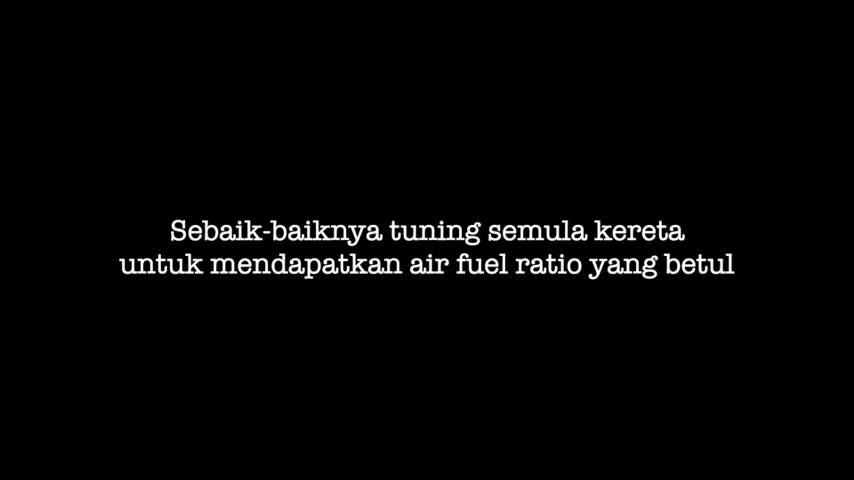 Sebaik-baiknya tuning semula kereta
untuk mendapatkan air fuel ratio yang betul